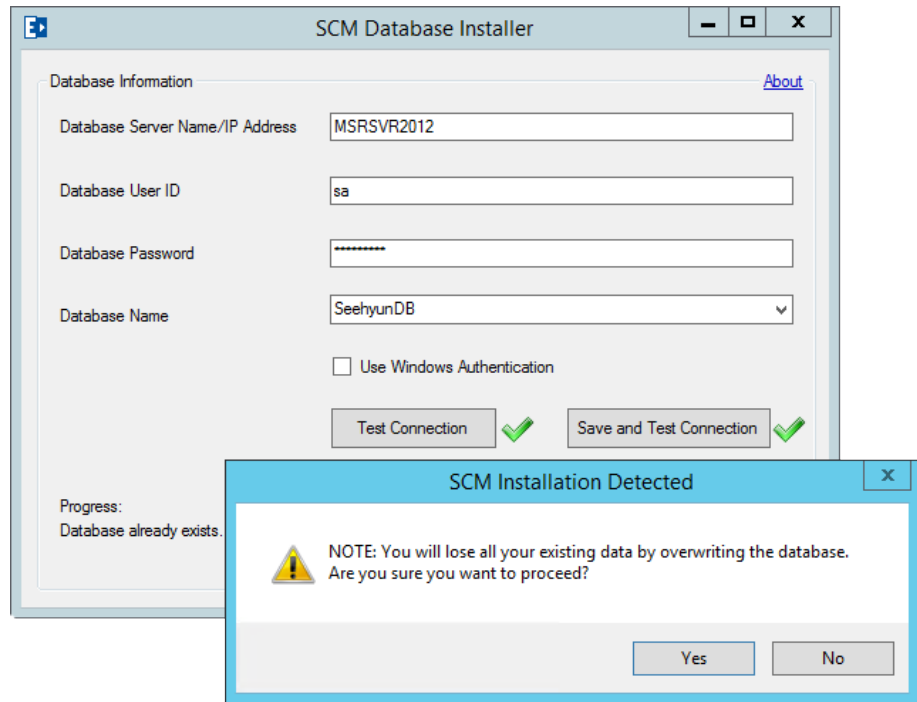 SCM Database Installer
Database Information
About
Database Server Name/IP Address
MSRSVR2012
Database User ID
sa
Database Password
*********
Database Name
SeehyunDB
Use Windows Authentication
Test Connection
Save and Test Connection
Progress:
Database already exists.
SCM Installation Detected
NOTE: You will lose all your existing data by overwriting the database.
Are you sure you want to proceed?
Yes
No